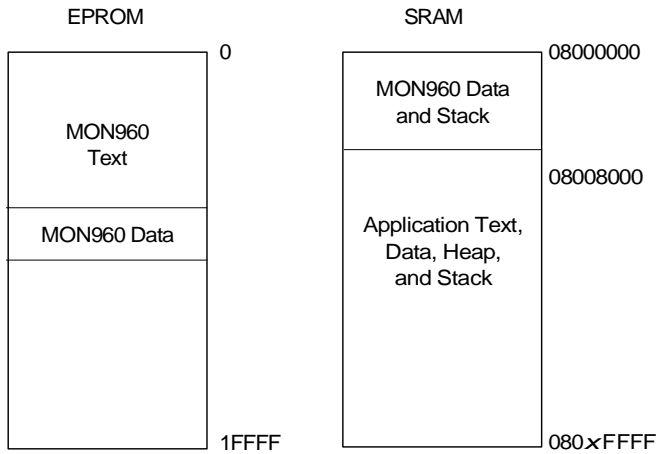 EPROM
0
MON960
Text
MON960 Data
1FFFF
SRAM
08000000
MON960 Data
and Stack
08008000
Application Text,
Data, Heap,
and Stack
080xFFFF